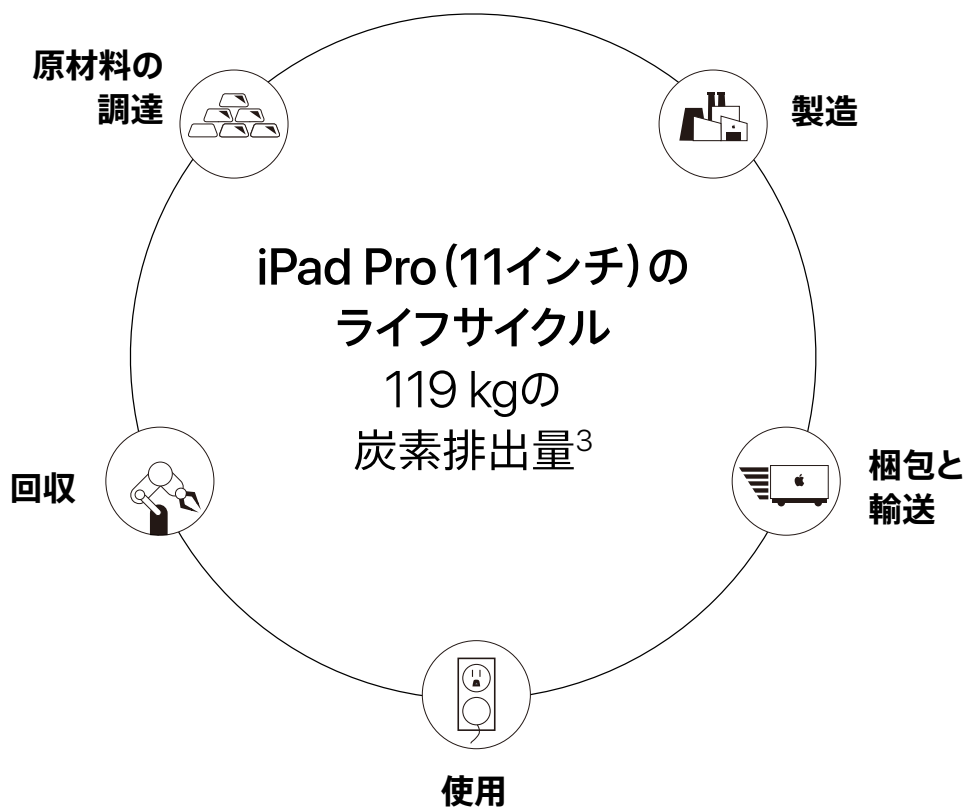 原材料の
調達
製造
iPad Pro(11インチ)の
ライフサイクル
119 kgの
炭素排出量3
回収
梱包と
輸送
使用